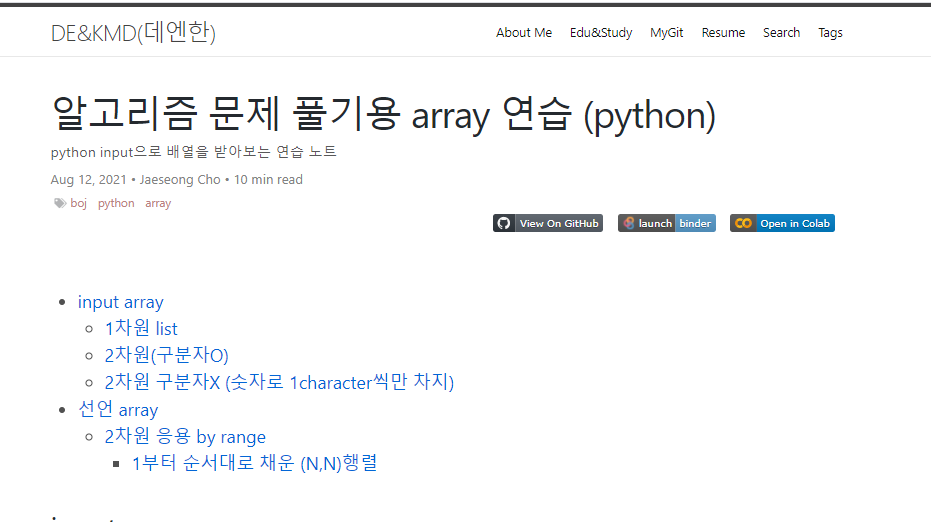 DE&KMD(데엔한)
About Me Edu&Study MyGit Resume Search Tags
알고리즘 문제 풀기용 array 연습 (python)
python input으로 배열을 받아보는 연습 노트
Aug 12, 2021 • Jaeseong Cho • 10 min read
boj python array
View On GitHub launch binder Open in Colab
input array
1차원 list
2차원(구분자O)
2차원 구분자X (숫자로 1character씩만 차지)
선언 array
2차원 응용 by range
1부터 순서대로 채운 (N,N)행렬